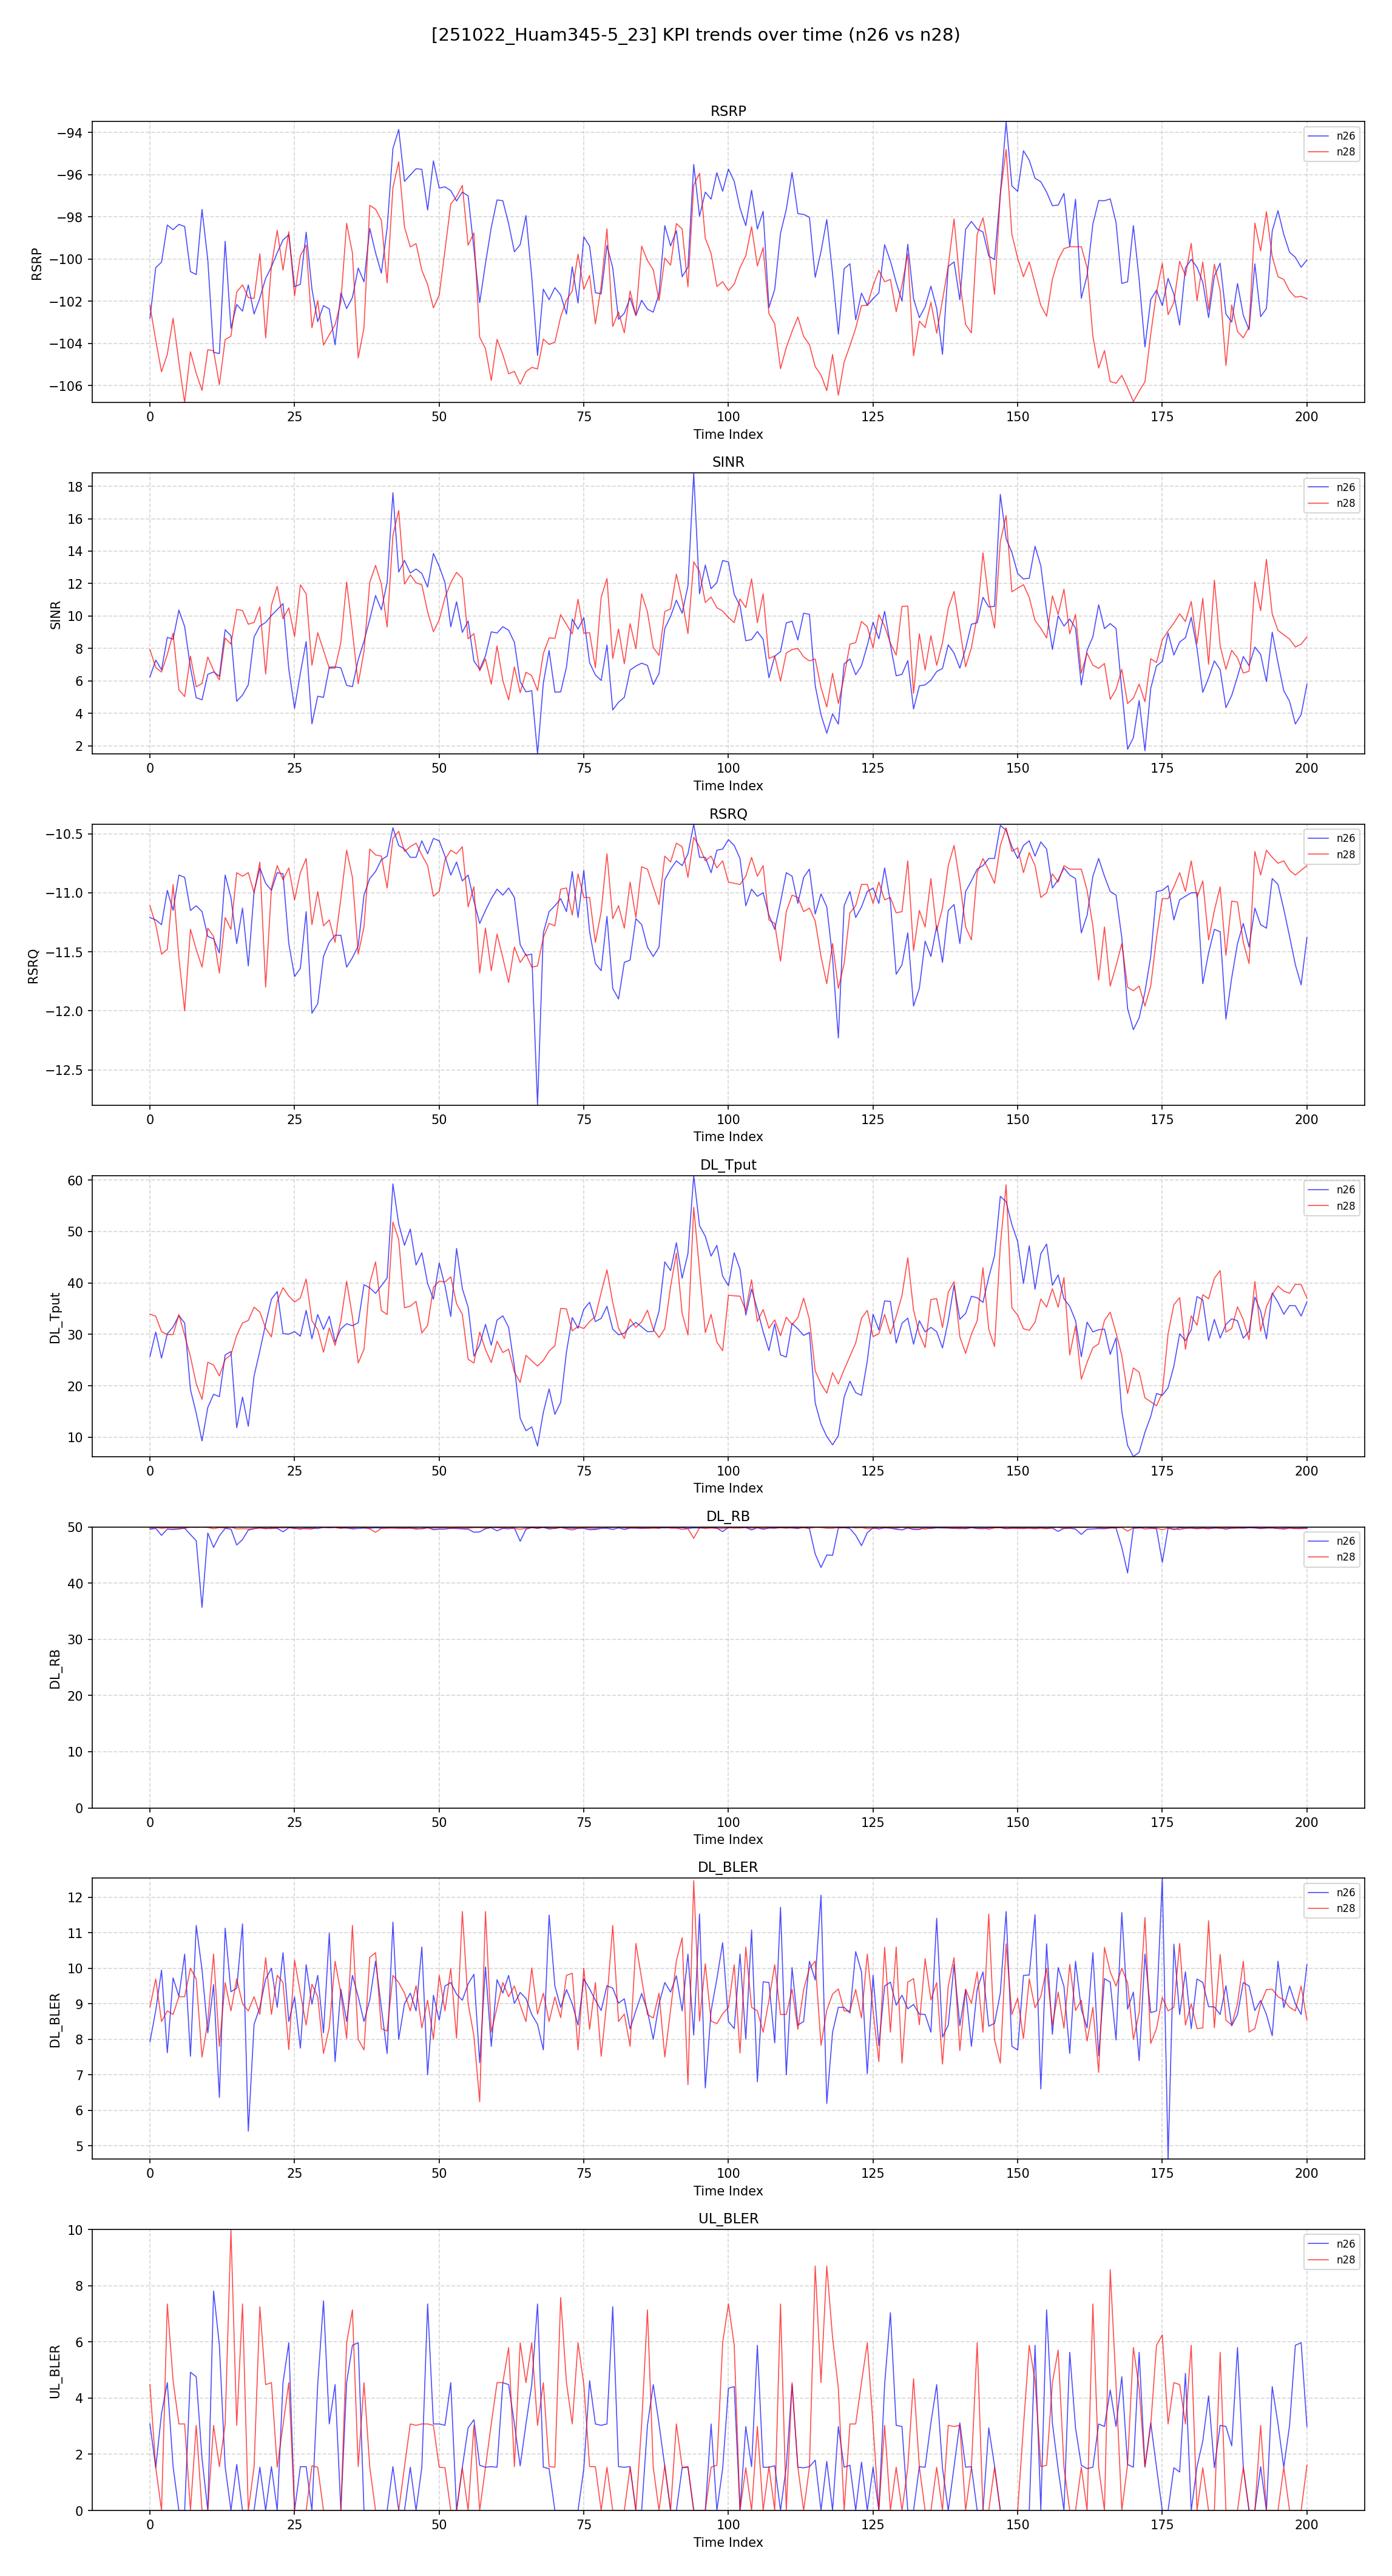 [251022_Huam345-5_23] KPI trends over time (n26 vs n28)
RSRP
−94
−96
−98
−100
−102
−104
−106
RSRP
n26
n28
0 25 50 75 100 125 150 175 200
Time Index
SINR
18
16
14
12
10
8
6
4
2
SINR
n26
n28
0 25 50 75 100 125 150 175 200
Time Index
RSRQ
−10.5
−11.0
−11.5
−12.0
−12.5
RSRQ
n26
n28
0 25 50 75 100 125 150 175 200
Time Index
DL_Tput
60
50
40
30
20
10
DL_Tput
n26
n28
0 25 50 75 100 125 150 175 200
Time Index
DL_RB
50
40
30
20
10
0
DL_RB
n26
n28
0 25 50 75 100 125 150 175 200
Time Index
DL_BLER
12
11
10
9
8
7
6
5
DL_BLER
n26
n28
0 25 50 75 100 125 150 175 200
Time Index
UL_BLER
10
8
6
4
2
0
UL_BLER
n26
n28
0 25 50 75 100 125 150 175 200
Time Index